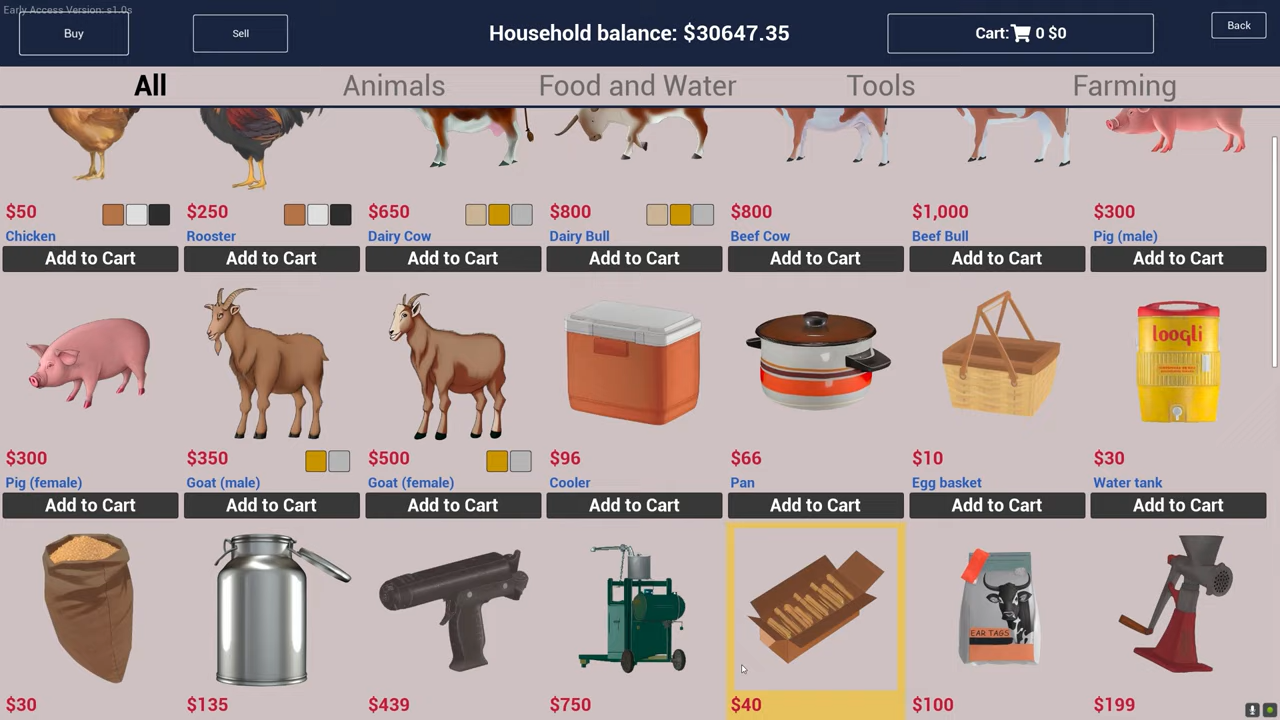 Early Access Version: s1.0s
Buy
Sell
Household balance: $30647.35
Cart: 0 $0
Back
All
Animals
Food and Water
Tools
Farming
$50
$250
$650
$800
$800
$1,000
$300
Chicken
Rooster
Dairy Cow
Dairy Bull
Beef Cow
Beef Bull
Pig (male)
Add to Cart
Add to Cart
Add to Cart
Add to Cart
Add to Cart
Add to Cart
Add to Cart
looqli
$300
$350
$500
$96
$66
$10
$30
Pig (female)
Goat (male)
Goat (female)
Cooler
Pan
Egg basket
Water tank
Add to Cart
Add to Cart
Add to Cart
Add to Cart
Add to Cart
Add to Cart
Add to Cart
EAR TAGS
$30
$135
$439
$750
$40
$100
$199